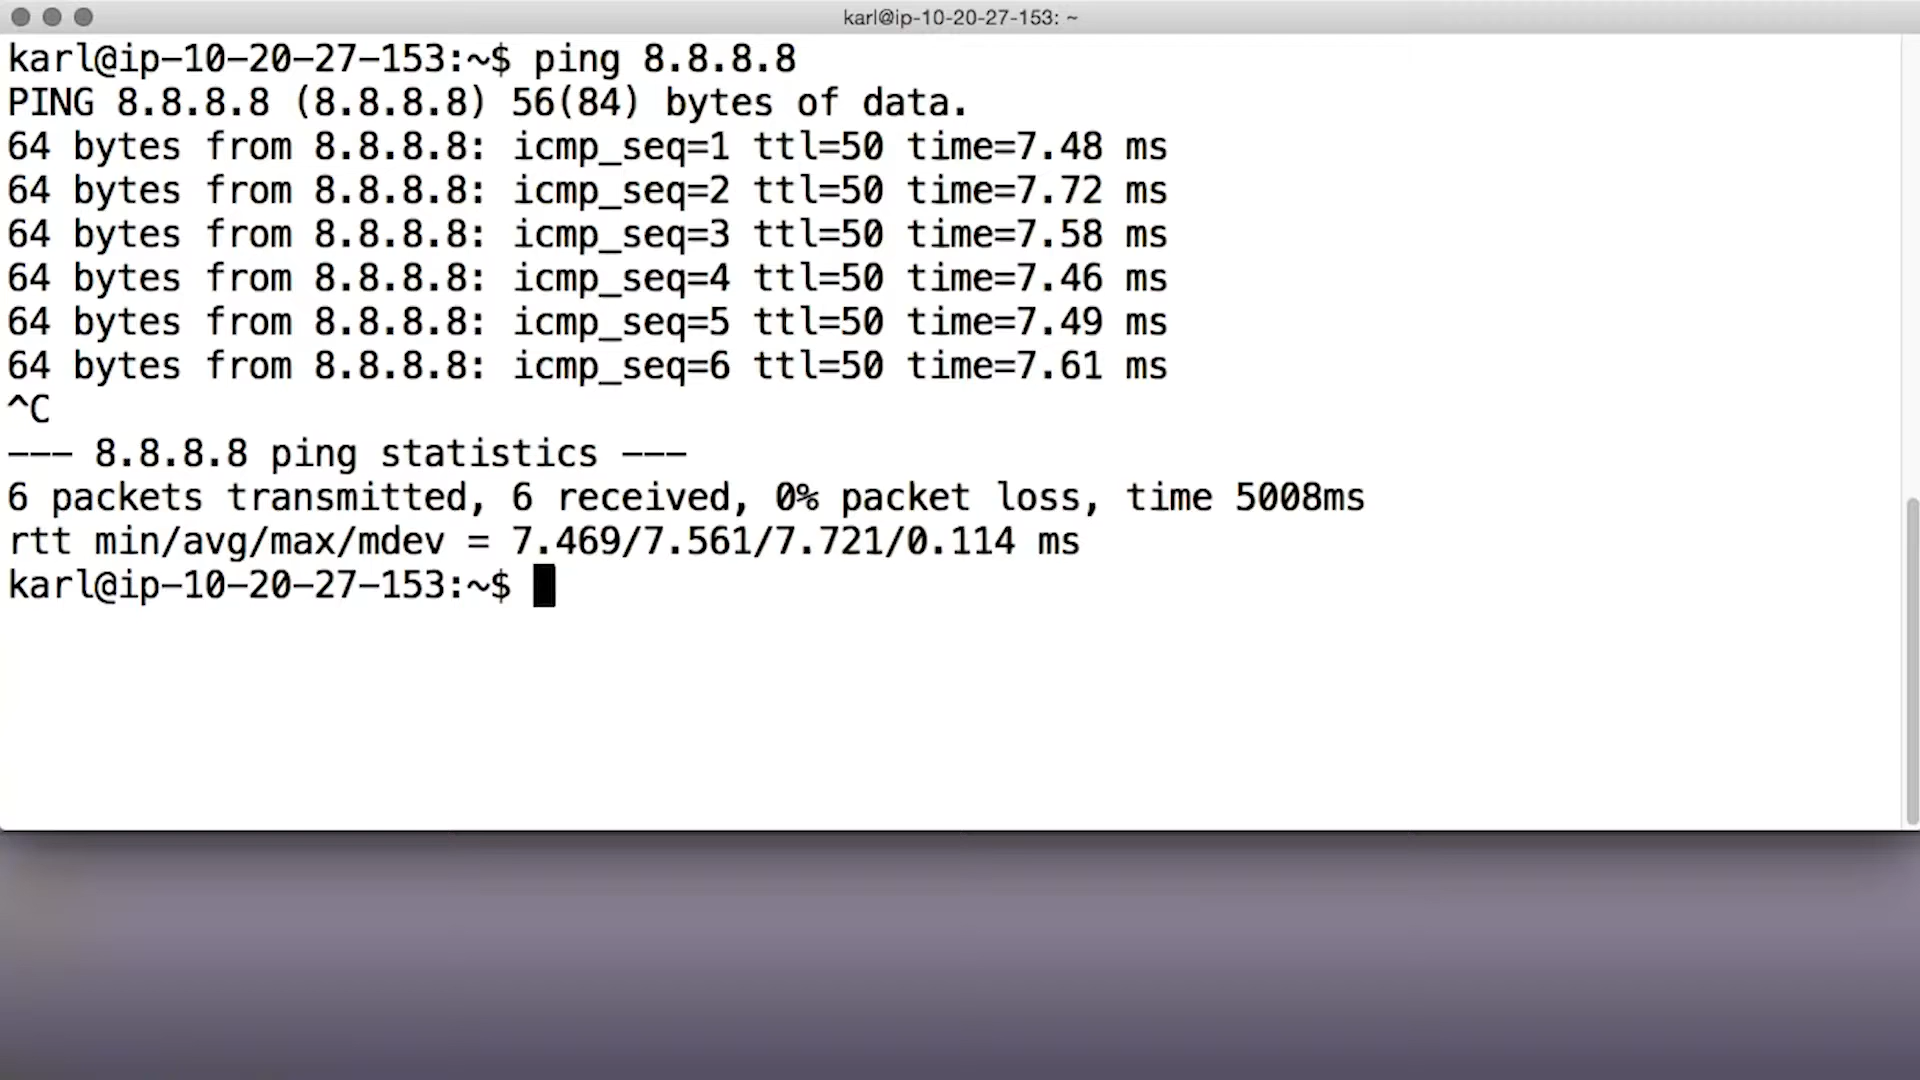 karl@ip-10-20-27-153: ~
karl@ip-10-20-27-153:~$ ping 8.8.8.8
PING 8.8.8.8 (8.8.8.8) 56(84) bytes of data.
64 bytes from 8.8.8.8: icmp_seq=1 ttl=50 time=7.48 ms
64 bytes from 8.8.8.8: icmp_seq=2 ttl=50 time=7.72 ms
64 bytes from 8.8.8.8: icmp_seq=3 ttl=50 time=7.58 ms
64 bytes from 8.8.8.8: icmp_seq=4 ttl=50 time=7.46 ms
64 bytes from 8.8.8.8: icmp_seq=5 ttl=50 time=7.49 ms
64 bytes from 8.8.8.8: icmp_seq=6 ttl=50 time=7.61 ms
^C
--- 8.8.8.8 ping statistics ---
6 packets transmitted, 6 received, 0% packet loss, time 5008ms
rtt min/avg/max/mdev = 7.469/7.561/7.721/0.114 ms
karl@ip-10-20-27-153:~$